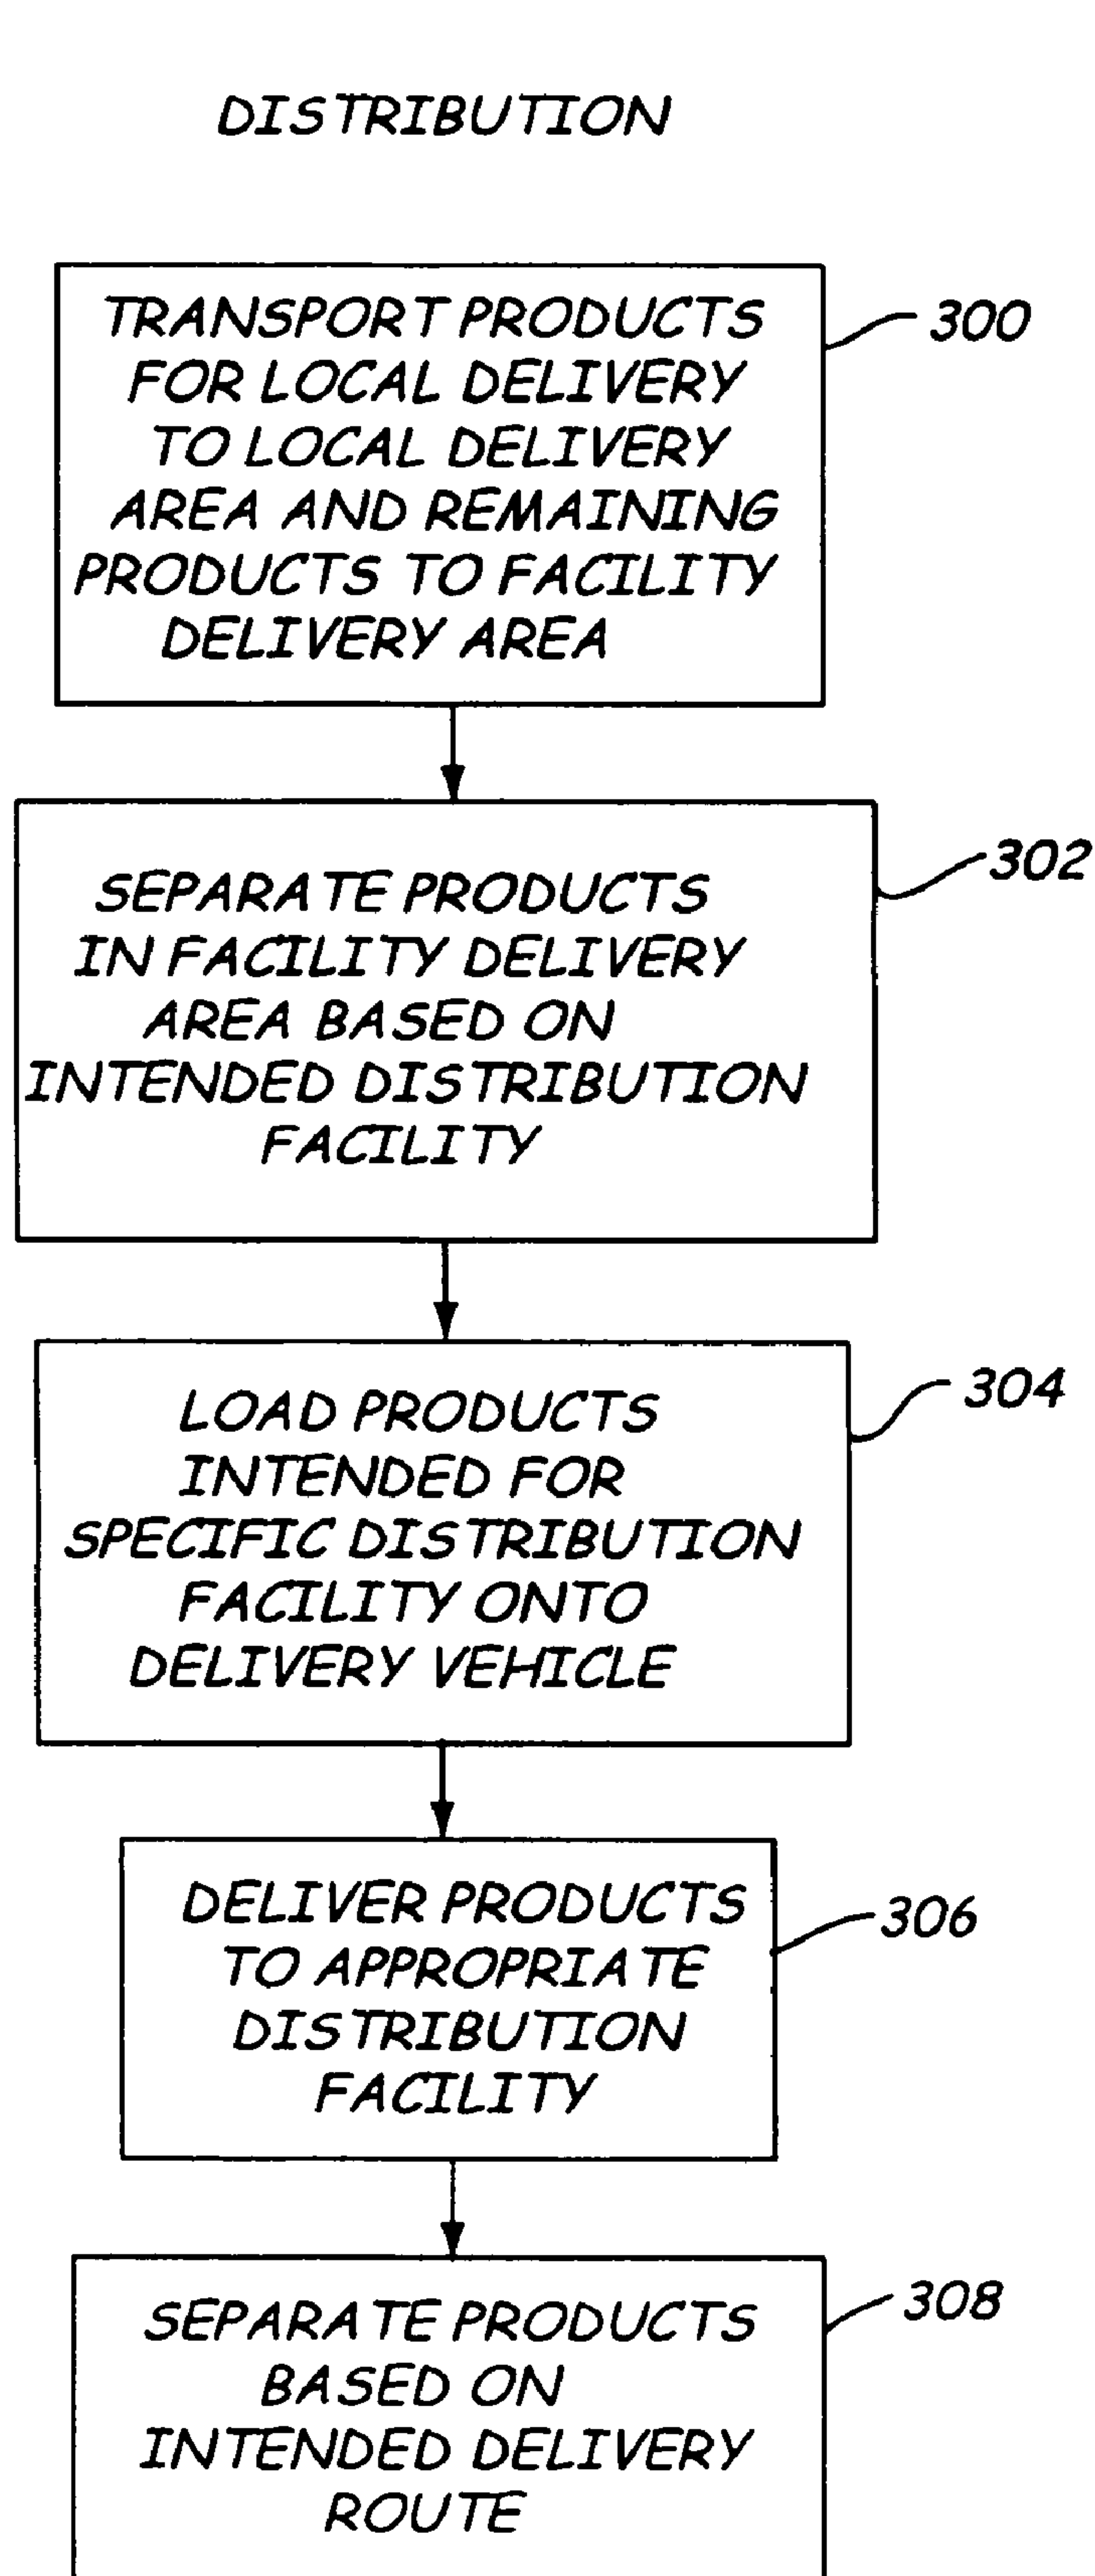 DISTRIBUTION
TRANSPORT PRODUCTS
FOR LOCAL DELIVERY
TO LOCAL DELIVERY
AREA AND REMAINING
PRODUCTS TO FACILITY
DELIVERY AREA
300
SEPARATE PRODUCTS
IN FACILITY DELIVERY
AREA BASED ON
INTENDED DISTRIBUTION
FACILITY
302
LOAD PRODUCTS
INTENDED FOR
SPECIFIC DISTRIBUTION
FACILITY ONTO
DELIVERY VEHICLE
304
DELIVER PRODUCTS
TO APPROPRIATE
DISTRIBUTION
FACILITY
306
SEPARATE PRODUCTS
BASED ON
INTENDED DELIVERY
ROUTE
308